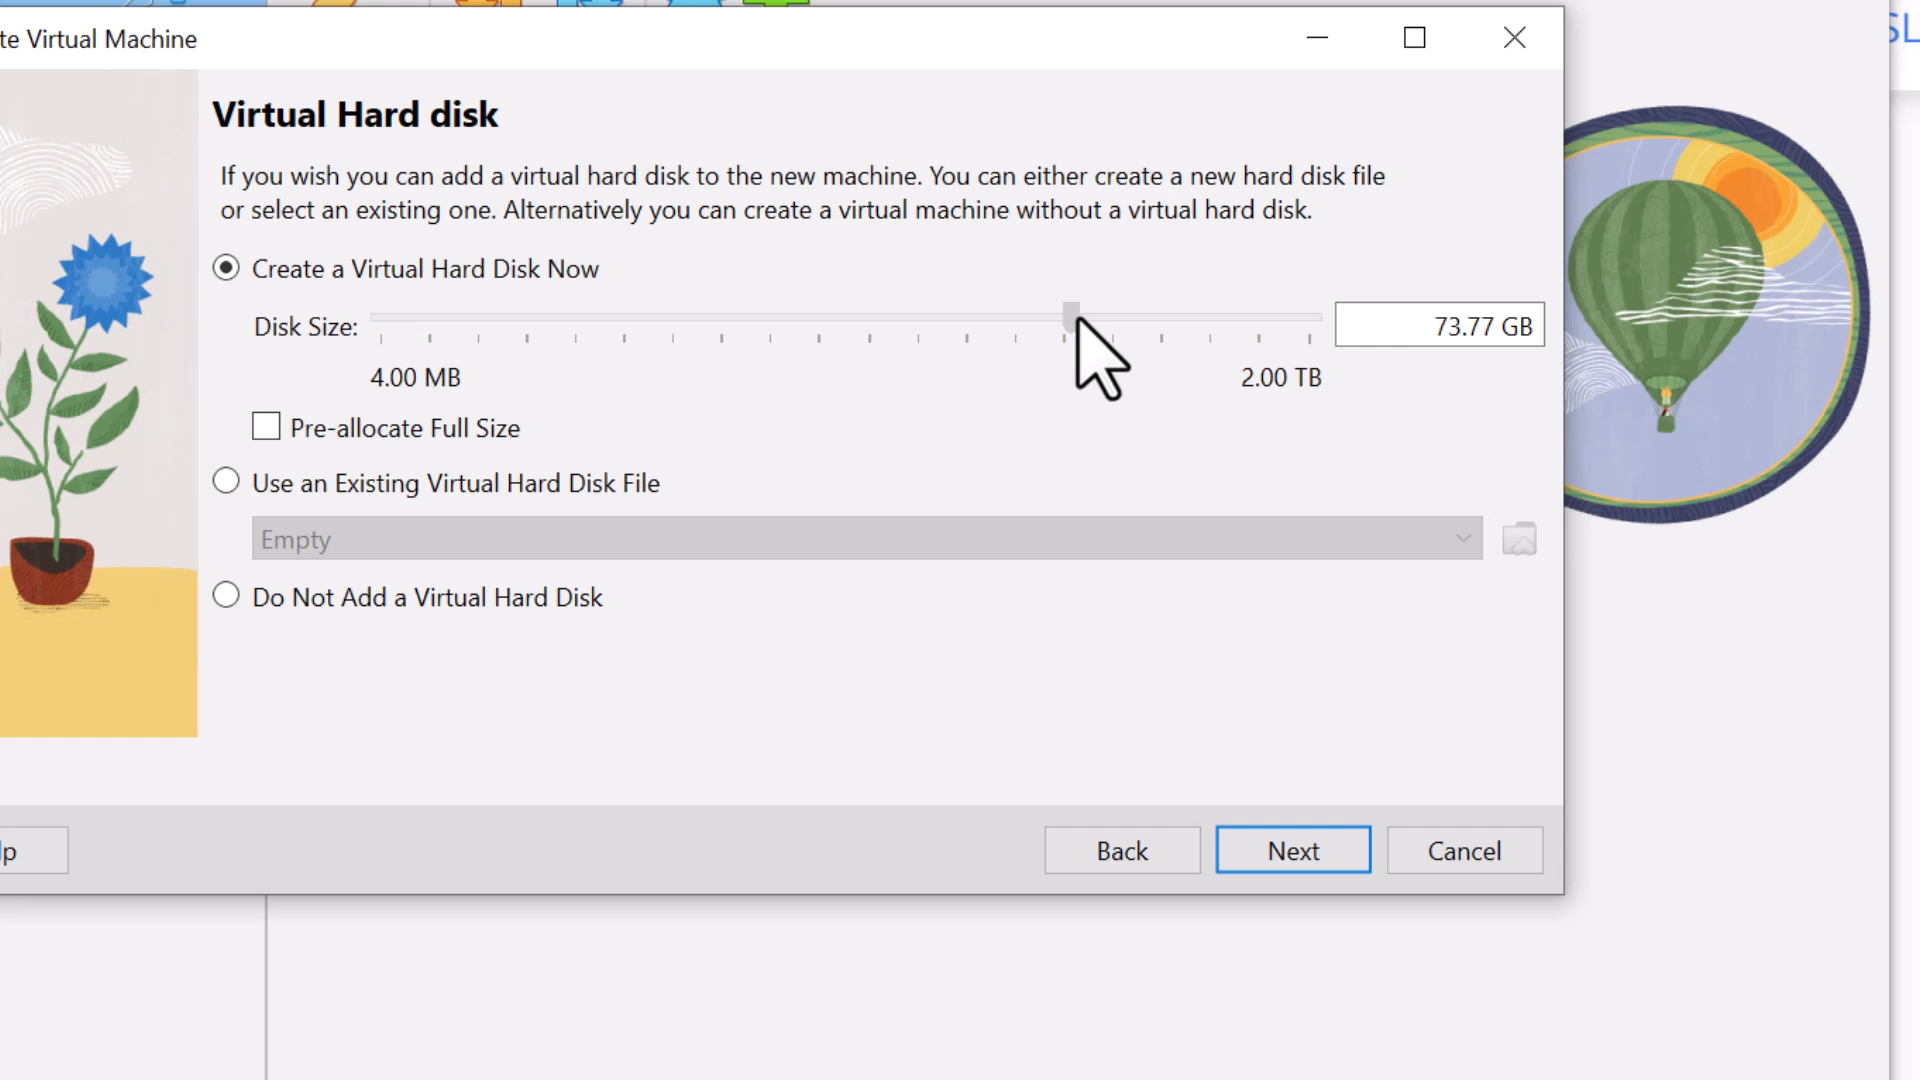 te Virtual Machine
SL
Virtual Hard disk
If you wish you can add a virtual hard disk to the new machine. You can either create a new hard disk file
or select an existing one. Alternatively you can create a virtual machine without a virtual hard disk.
Create a Virtual Hard Disk Now
Disk Size:
73.77 GB
4.00 MB
2.00 TB
Pre-allocate Full Size
Use an Existing Virtual Hard Disk File
Empty
Do Not Add a Virtual Hard Disk
lp
Back
Next
Cancel